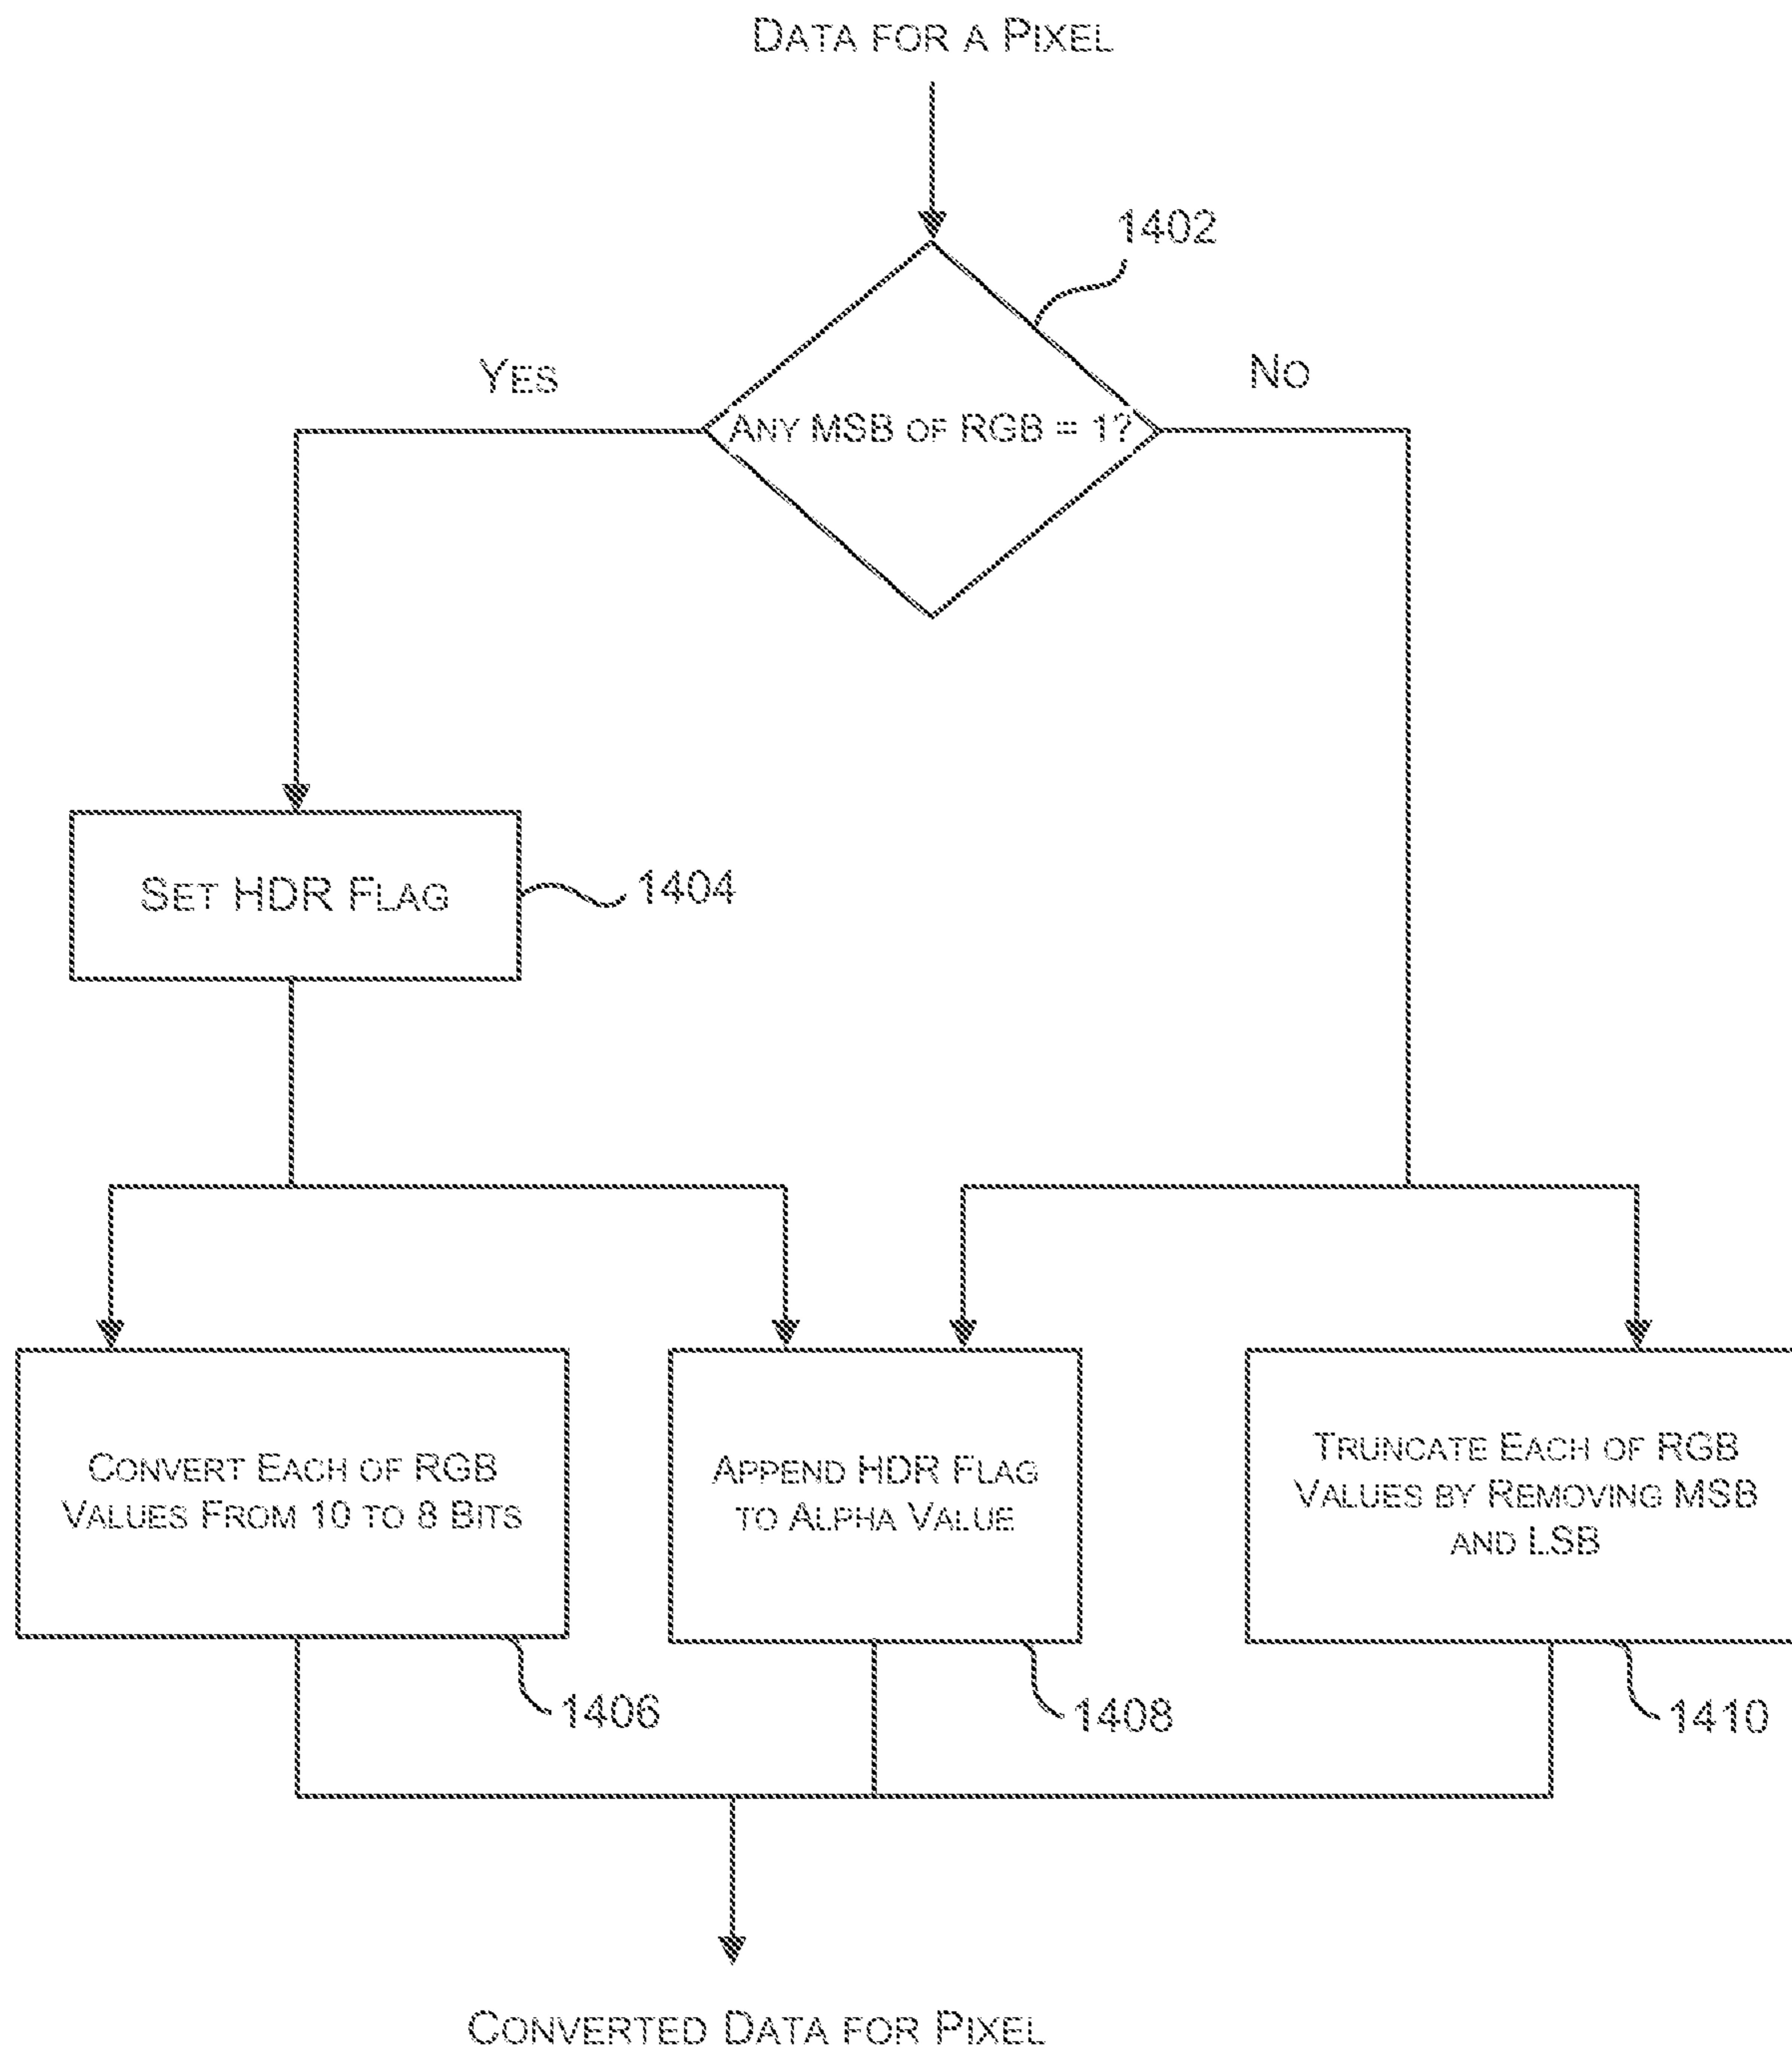 DATA FOR A PIXEL
1402
YES
NO
ANY MSB OF RGB = 1?
SET HDR FLAG
1404
CONVERT EACH OF RGB
VALUES FROM 10 TO 8 BITS
APPEND HDR FLAG
TO ALPHA VALUE
TRUNCATE EACH OF RGB
VALUES BY REMOVING MSB
AND LSB
1406
1408
1410
CONVERTED DATA FOR PIXEL